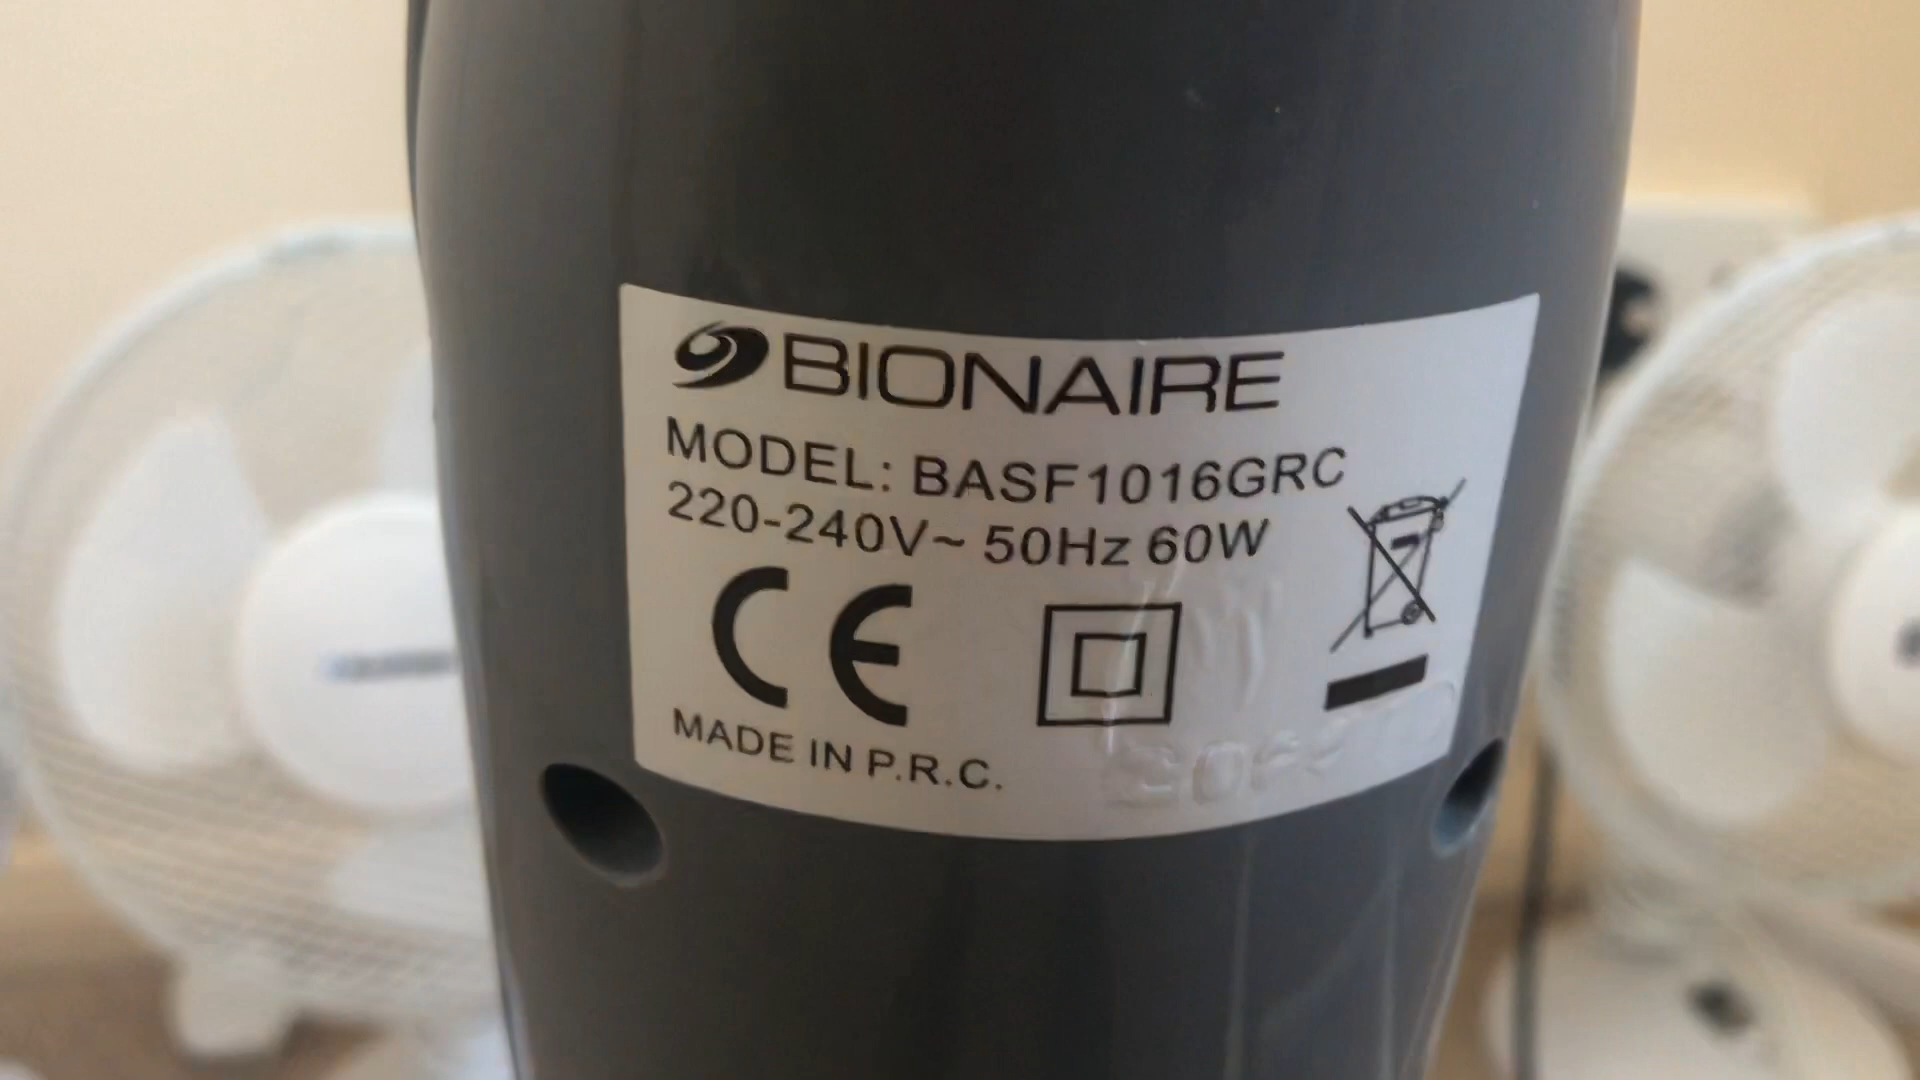 BIONAIRE
MODEL: BASF1016GRC
220-240V~ 50Hz 60W
CE
MADE IN P.R.C.